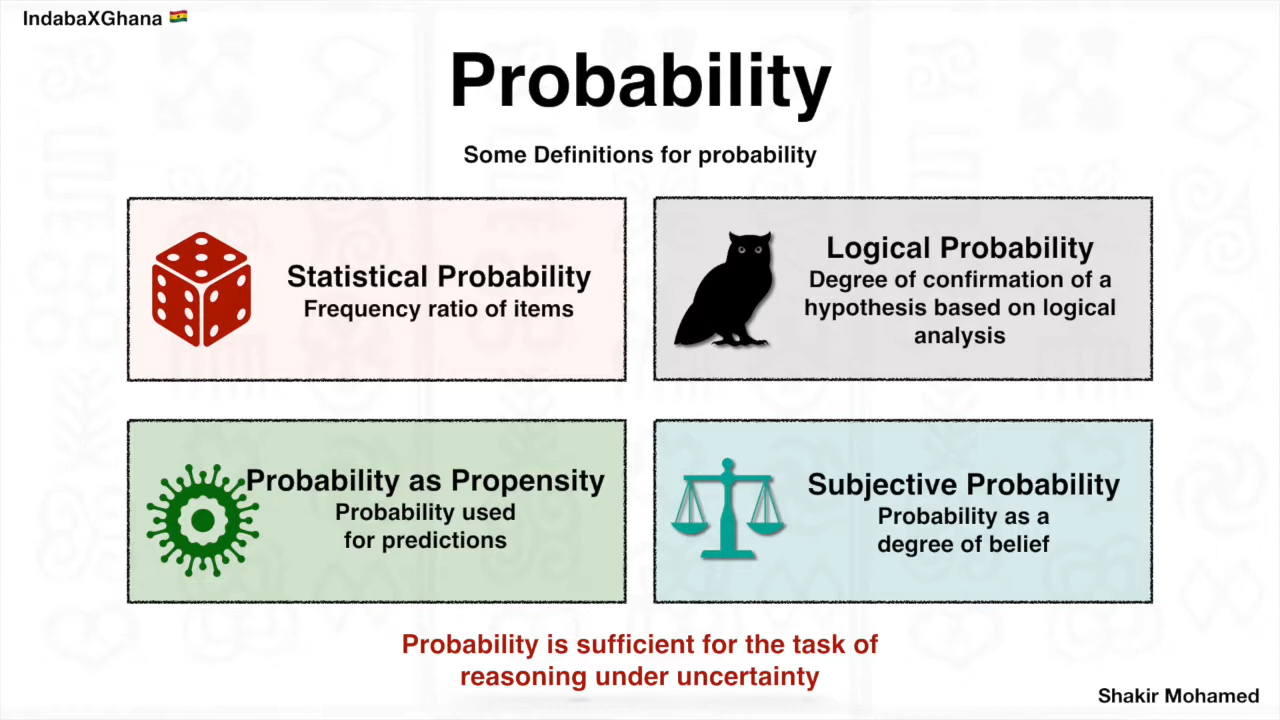 IndabaXGhana 🇬🇭
Probability
Some Definitions for probability
Statistical Probability
Frequency ratio of items
Logical Probability
Degree of confirmation of a
hypothesis based on logical
analysis
Probability as Propensity
Probability used
for predictions
Subjective Probability
Probability as a
degree of belief
Probability is sufficient for the task of
reasoning under uncertainty
Shakir Mohamed